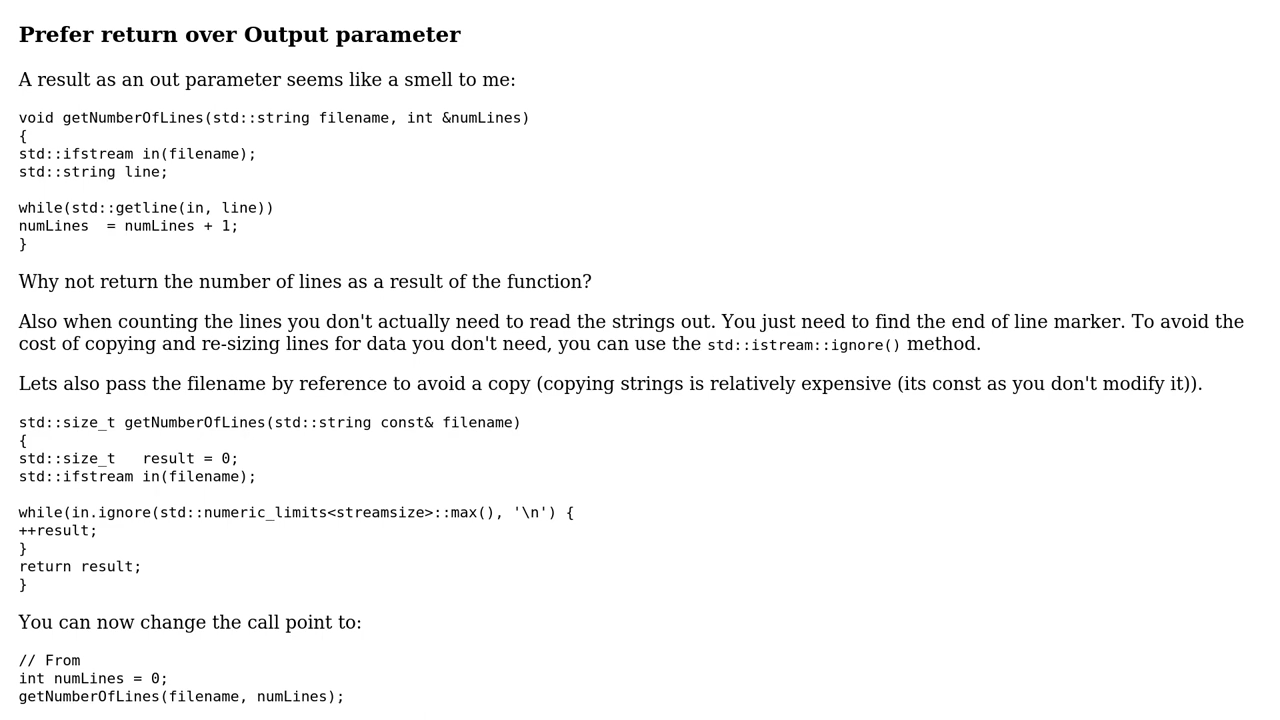 Prefer return over Output parameter
A result as an out parameter seems like a smell to me:
void getNumberOfLines(std::string filename, int &numLines)
{
std::ifstream in(filename);
std::string line;
while(std::getline(in, line))
numLines  = numLines + 1;
}
Why not return the number of lines as a result of the function?
Also when counting the lines you don't actually need to read the strings out. You just need to find the end of line marker. To avoid the
cost of copying and re-sizing lines for data you don't need, you can use the std::istream::ignore() method.
Lets also pass the filename by reference to avoid a copy (copying strings is relatively expensive (its const as you don't modify it)).
std::size_t getNumberOfLines(std::string const& filename)
{
std::size_t   result = 0;
std::ifstream in(filename);
while(in.ignore(std::numeric_limits<streamsize>::max(), '\n') {
++result;
}
return result;
}
You can now change the call point to:
// From
int numLines = 0;
getNumberOfLines(filename, numLines);